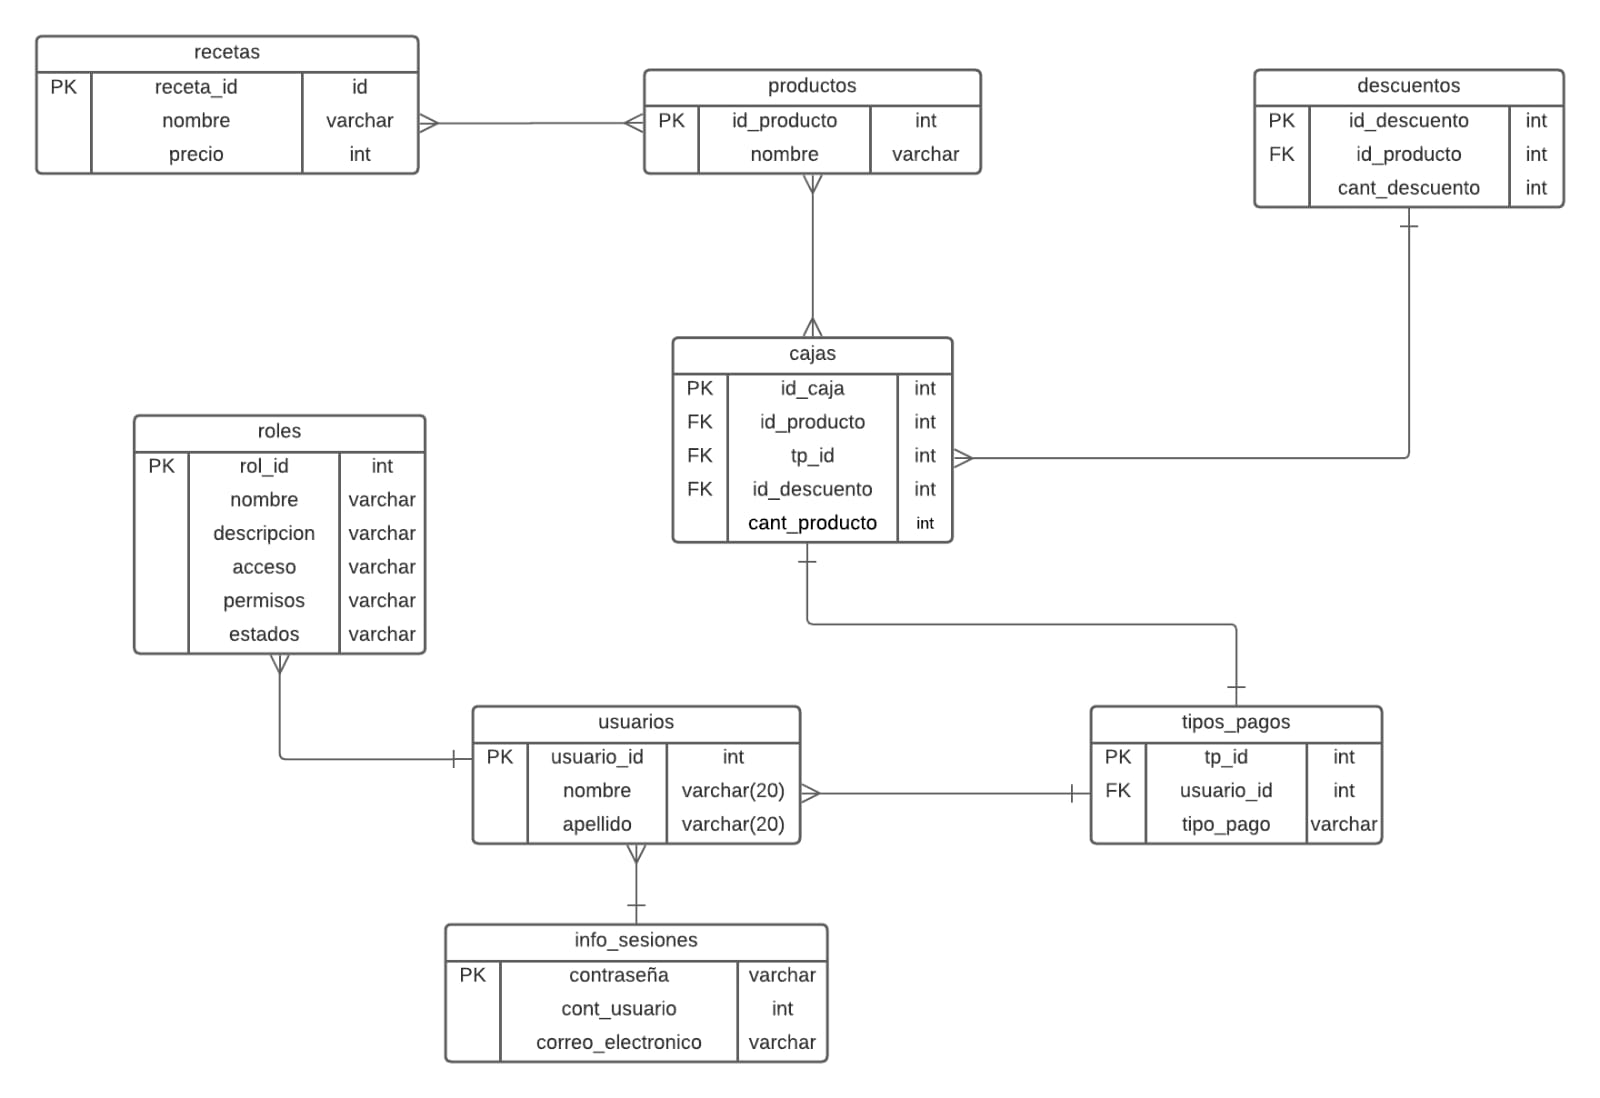 recetas
PK receta_id id
nombre varchar
precio int
productos
PK id_producto int
nombre varchar
descuentos
PK id_descuento int
FK id_producto int
cant_descuento int
cajas
PK id_caja int
FK id_producto int
FK tp_id int
FK id_descuento int
cant_producto int
roles
PK rol_id int
nombre varchar
descripcion varchar
acceso varchar
permisos varchar
estados varchar
usuarios
PK usuario_id int
nombre varchar(20)
apellido varchar(20)
tipos_pagos
PK tp_id int
FK usuario_id int
tipo_pago varchar
info_sesiones
PK contraseña varchar
cont_usuario int
correo_electronico varchar